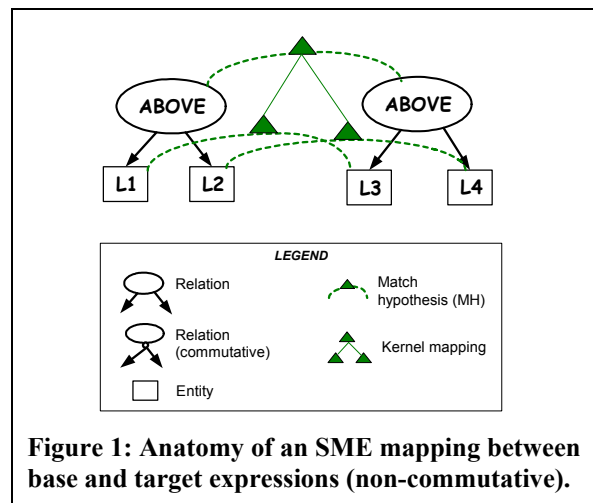 ABOVE ABOVE
L1 L2 L3 L4
LEGEND
Relation
Match
hypothesis (MH)
Relation
(commutative)
Kernel mapping
Entity
Figure 1: Anatomy of an SME mapping between
base and target expressions (non-commutative).